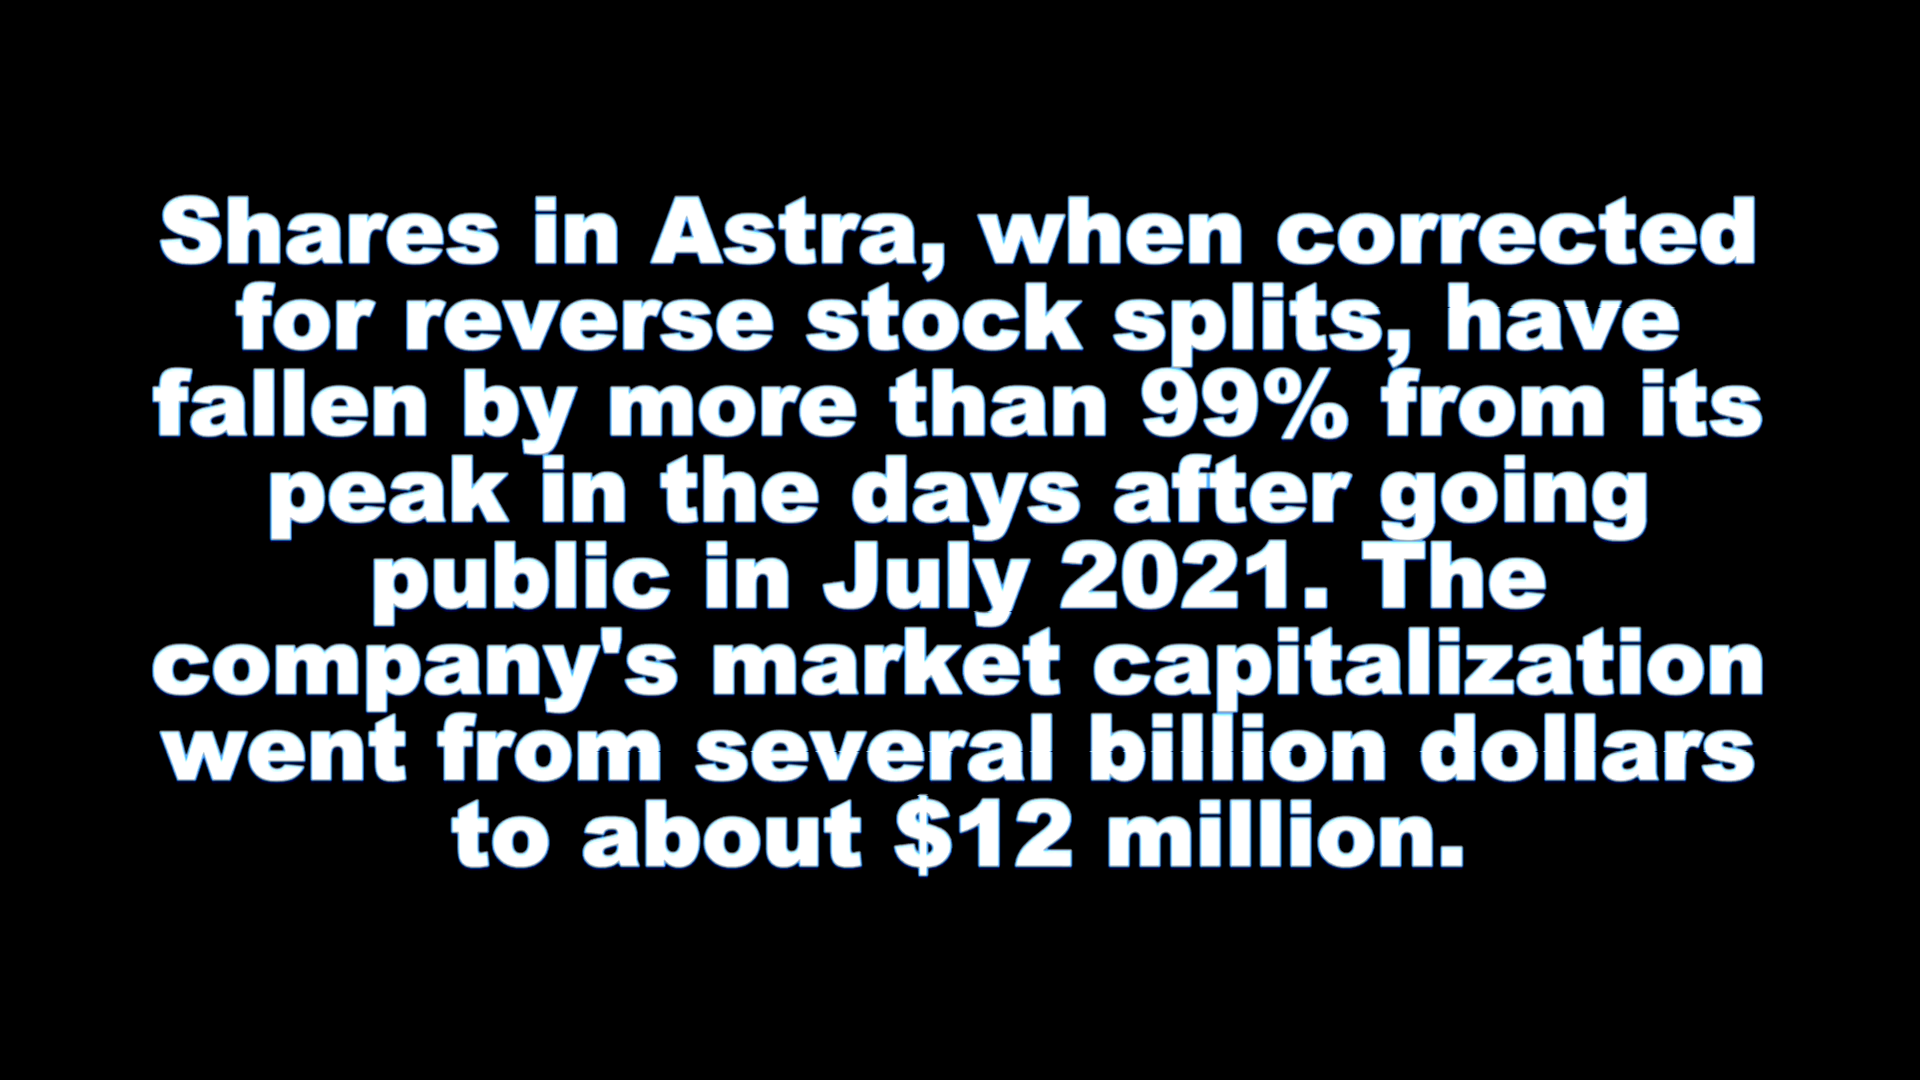 Shares in Astra, when corrected
for reverse stock splits, have
fallen by more than 99% from its
peak in the days after going
public in July 2021. The
company's market capitalization
went from several billion dollars
to about $12 million.